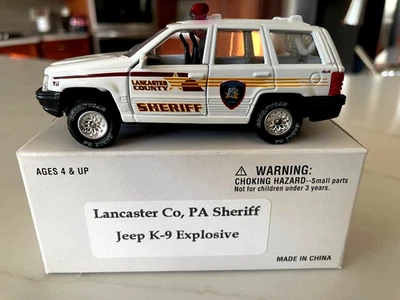 LANCASTER
COUNTY
SHERIFF
AGES 4 & UP
WARNING:
CHOKING HAZARD--Small parts
Not for children under 3 years.
Lancaster Co, PA Sheriff
Jeep K-9 Explosive
MADE IN CHINA